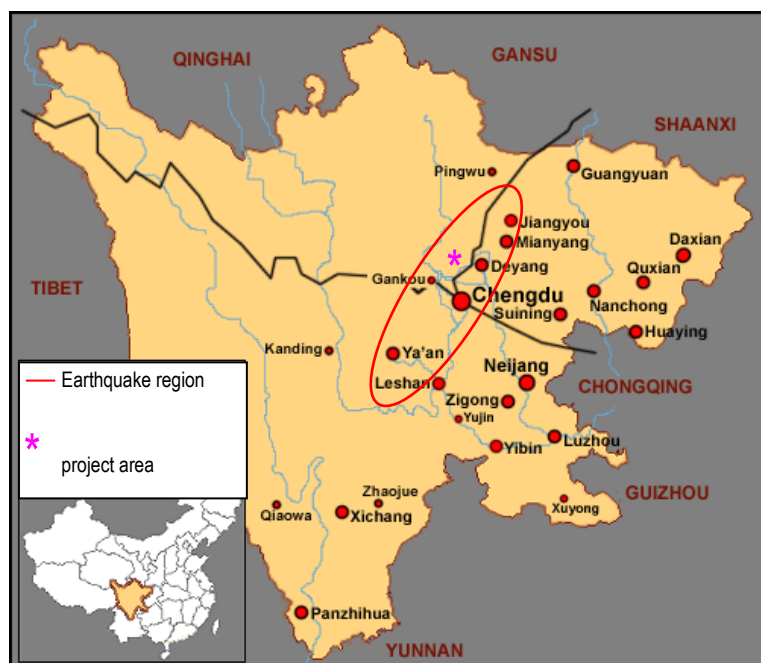 QINGHAI
GANSU
SHAANXI
Pingwu
Guangyuan
Jiangyou
Mianyang
Daxian
Deyang
Quxian
Gankou
TIBET
Chengdu
Nanchong
Suining
Huaying
Kanding
Ya'an
Neijang
Leshan
CHONGQING
Earthquake region
Zigong
Yujin
Luzhou
Yibin
project area
GUIZHOU
Zhaojue
Qiaowa
Xichang
Xuyong
Panzhihua
YUNNAN